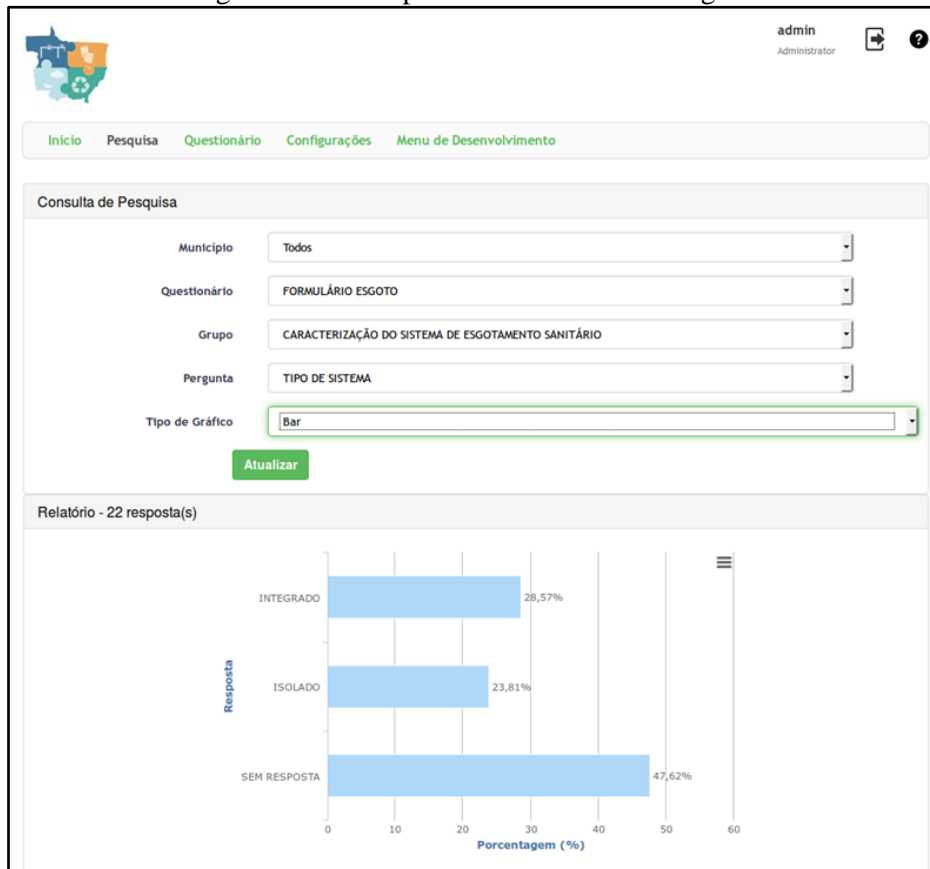 admin
Administrator
Início Pesquisa Questionário Configurações Menu de Desenvolvimento
Consulta de Pesquisa
Município Todos
Questionário FORMULÁRIO ESGOTO
Grupo CARACTERIZAÇÃO DO SISTEMA DE ESGOTAMENTO SANITÁRIO
Pergunta TIPO DE SISTEMA
Tipo de Gráfico Bar
Atualizar
Relatório - 22 resposta(s)
INTEGRADO 28,57%
Resposta
ISOLADO 23,81%
SEM RESPOSTA 47,62%
0 10 20 30 40 50 60
Porcentagem (%)